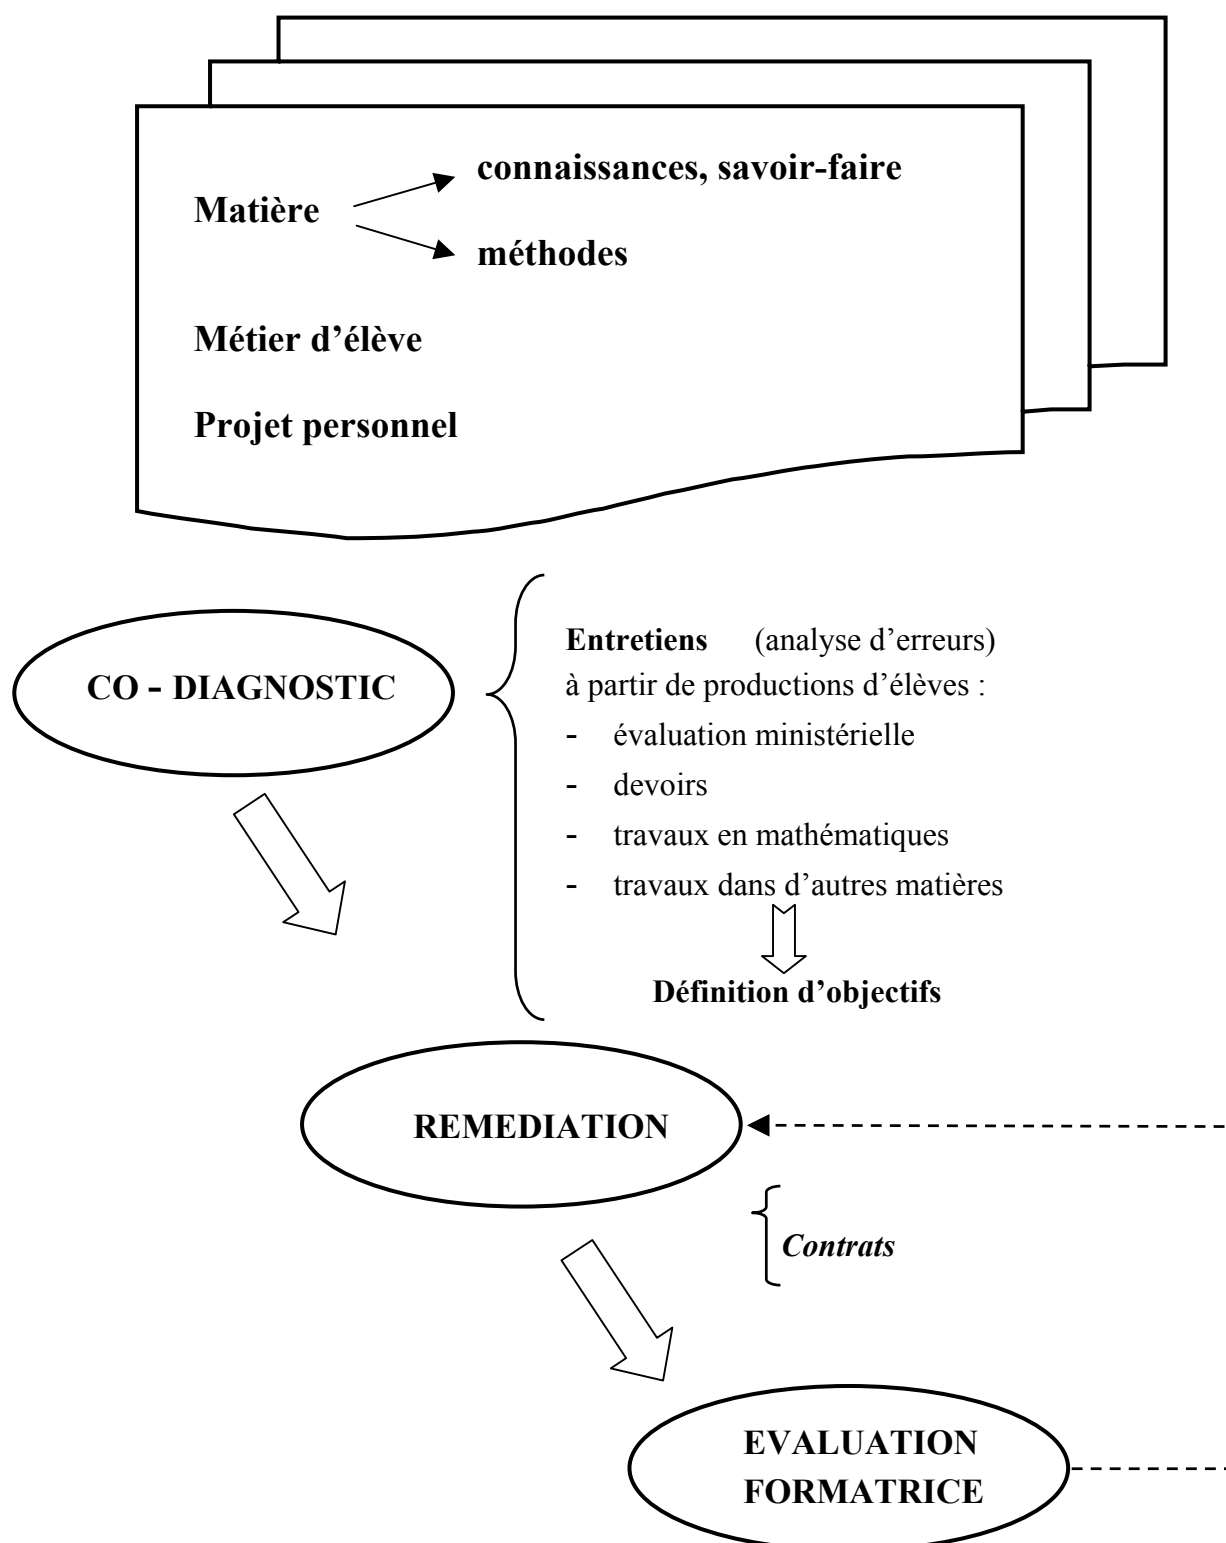 connaissances, savoir-faire
Matière
méthodes
Métier d’élève
Projet personnel
CO - DIAGNOSTIC
Entretiens (analyse d’erreurs)
à partir de productions d’élèves :
- évaluation ministérielle
- devoirs
- travaux en mathématiques
- travaux dans d’autres matières
Définition d’objectifs
REMEDIATION
Contrats
EVALUATION
FORMATRICE